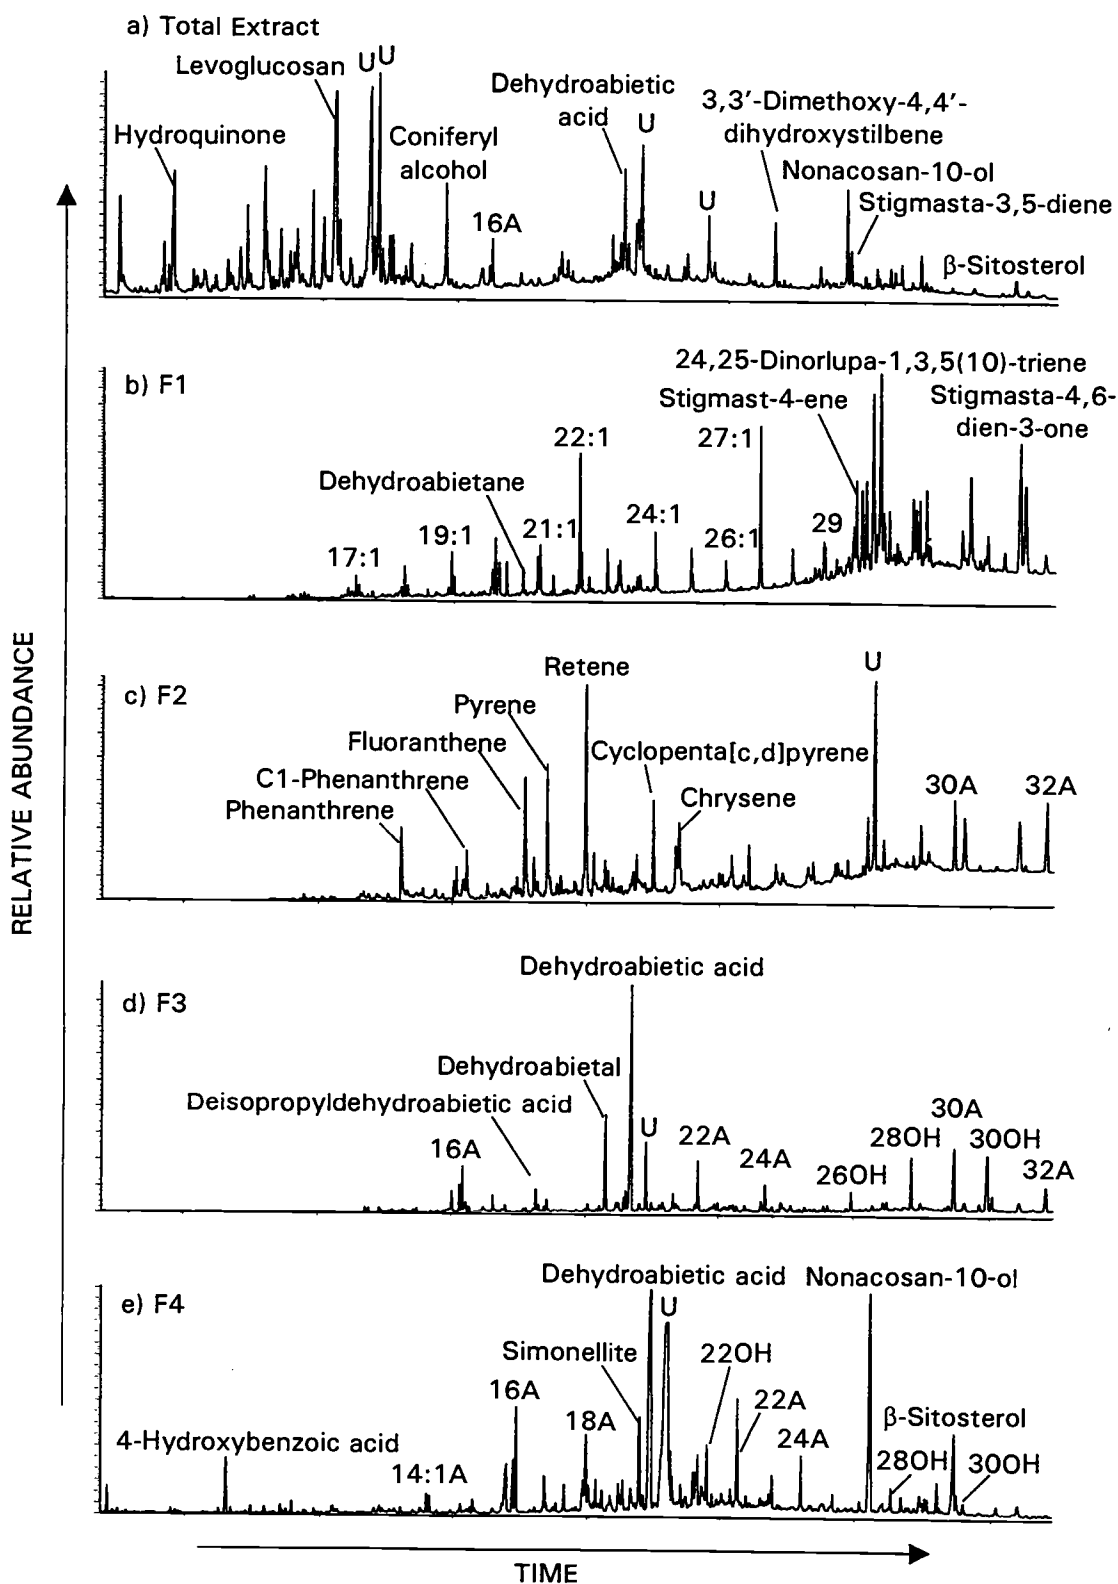 a) Total Extract
Levoglucosan
U
U
Hydroquinone
Coniferyl
alcohol
16A
Dehydroabietic
acid
U
U
3,3'-Dimethoxy-4,4'-
dihydroxystilbene
Nonacosan-10-ol
Stigmasta-3,5-diene
β-Sitosterol
b) F1
17:1
19:1
Dehydroabietane
21:1
22:1
24:1
26:1
27:1
29
Stigmast-4-ene
24,25-Dinorlupa-1,3,5(10)-triene
Stigmasta-4,6-
dien-3-one
c) F2
Phenanthrene
C1-Phenanthrene
Fluoranthene
Pyrene
Retene
Cyclopenta[c,d]pyrene
Chrysene
U
30A
32A
d) F3
16A
Deisopropyldehydroabietic acid
Dehydroabietal
Dehydroabietic acid
U
22A
24A
26OH
28OH
30A
30OH
32A
e) F4
4-Hydroxybenzoic acid
14:1A
16A
18A
Simonellite
Dehydroabietic acid
U
22OH
22A
24A
Nonacosan-10-ol
β-Sitosterol
28OH
30OH
RELATIVE ABUNDANCE
TIME